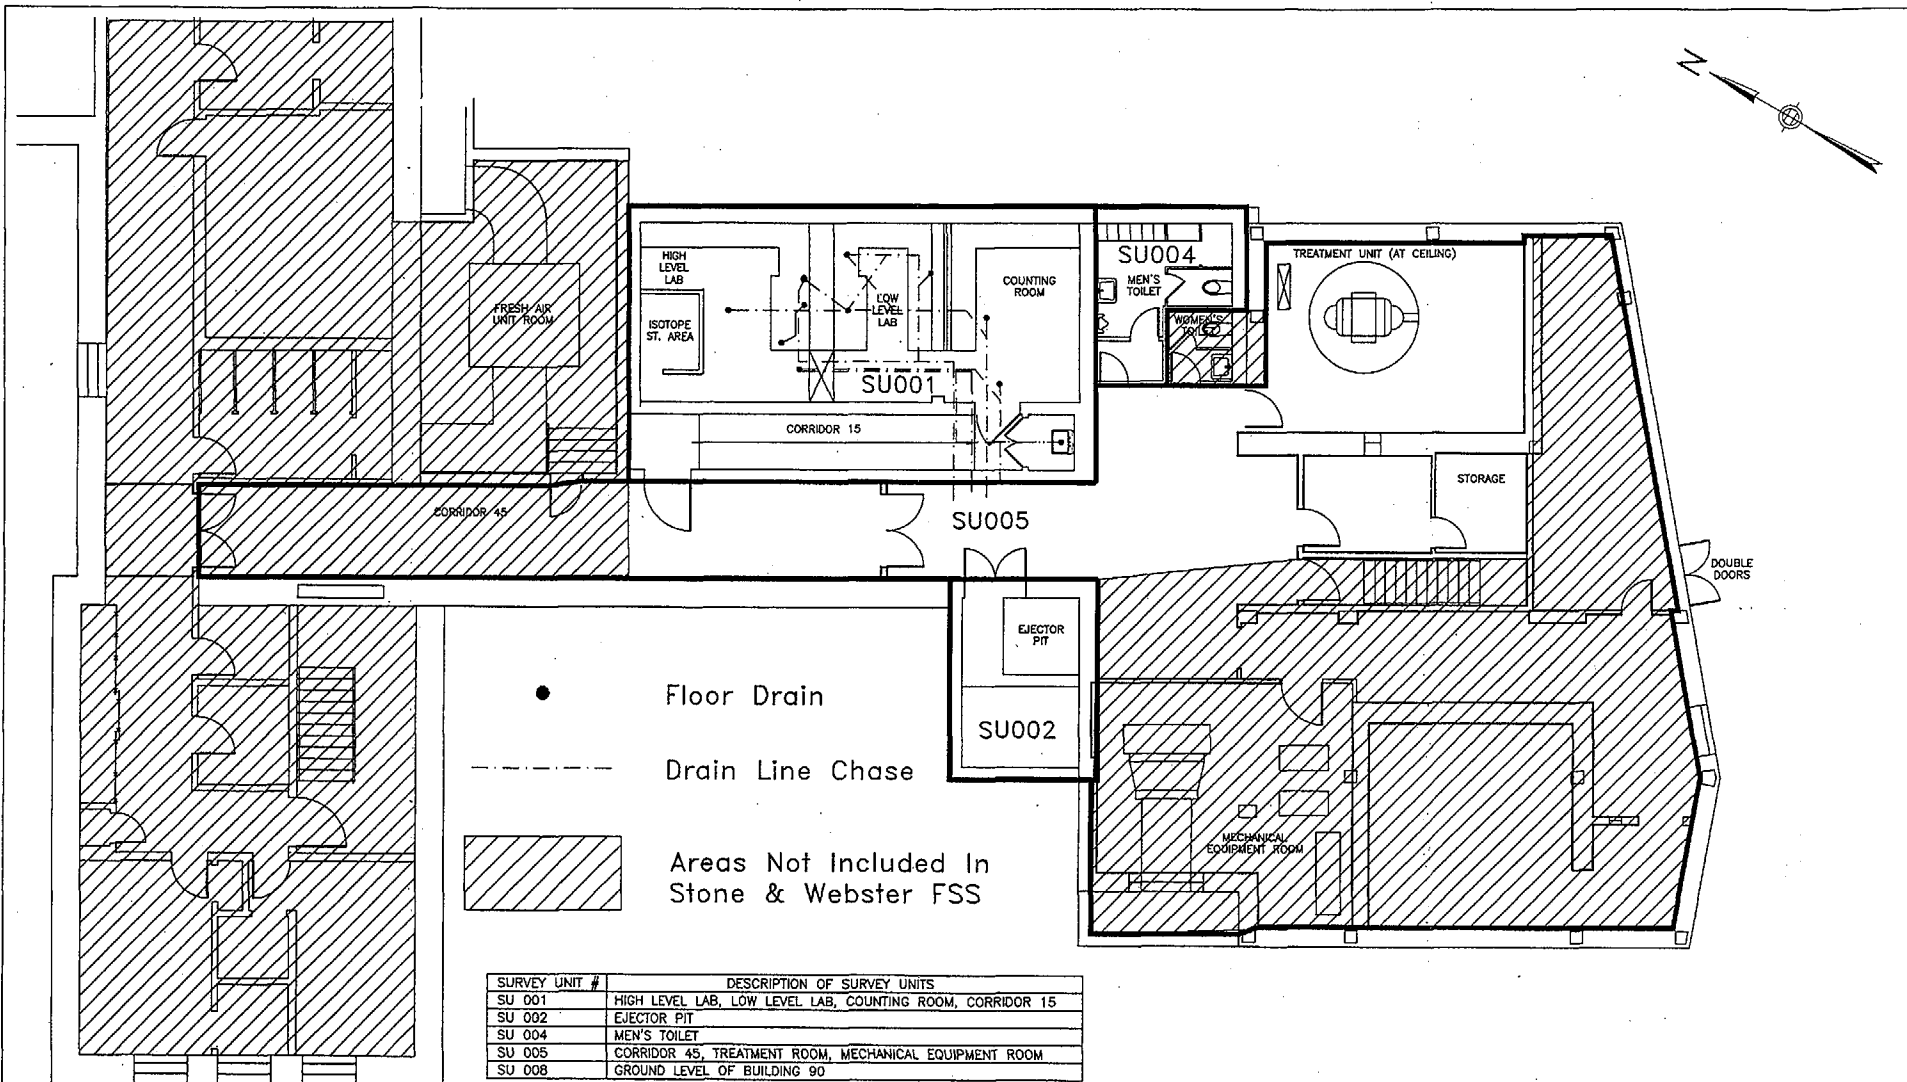 N
HIGH
LEVEL
LAB
ISOTOPE
ST. AREA
FRESH AIR
UNIT ROOM
LOW
LEVEL
LAB
COUNTING
ROOM
SU001
CORRIDOR 15
SU004
MEN'S
TOILET
WOMEN'S
TOILET
TREATMENT UNIT (AT CEILING)
STORAGE
CORRIDOR 45
SU005
DOUBLE
DOORS
EJECTOR
PIT
SU002
MECHANICAL
EQUIPMENT ROOM
Floor Drain
Drain Line Chase
Areas Not Included In
Stone & Webster FSS
SURVEY UNIT # DESCRIPTION OF SURVEY UNITS
SU 001 HIGH LEVEL LAB, LOW LEVEL LAB, COUNTING ROOM, CORRIDOR 15
SU 002 EJECTOR PIT
SU 004 MEN'S TOILET
SU 005 CORRIDOR 45, TREATMENT ROOM, MECHANICAL EQUIPMENT ROOM
SU 008 GROUND LEVEL OF BUILDING 90